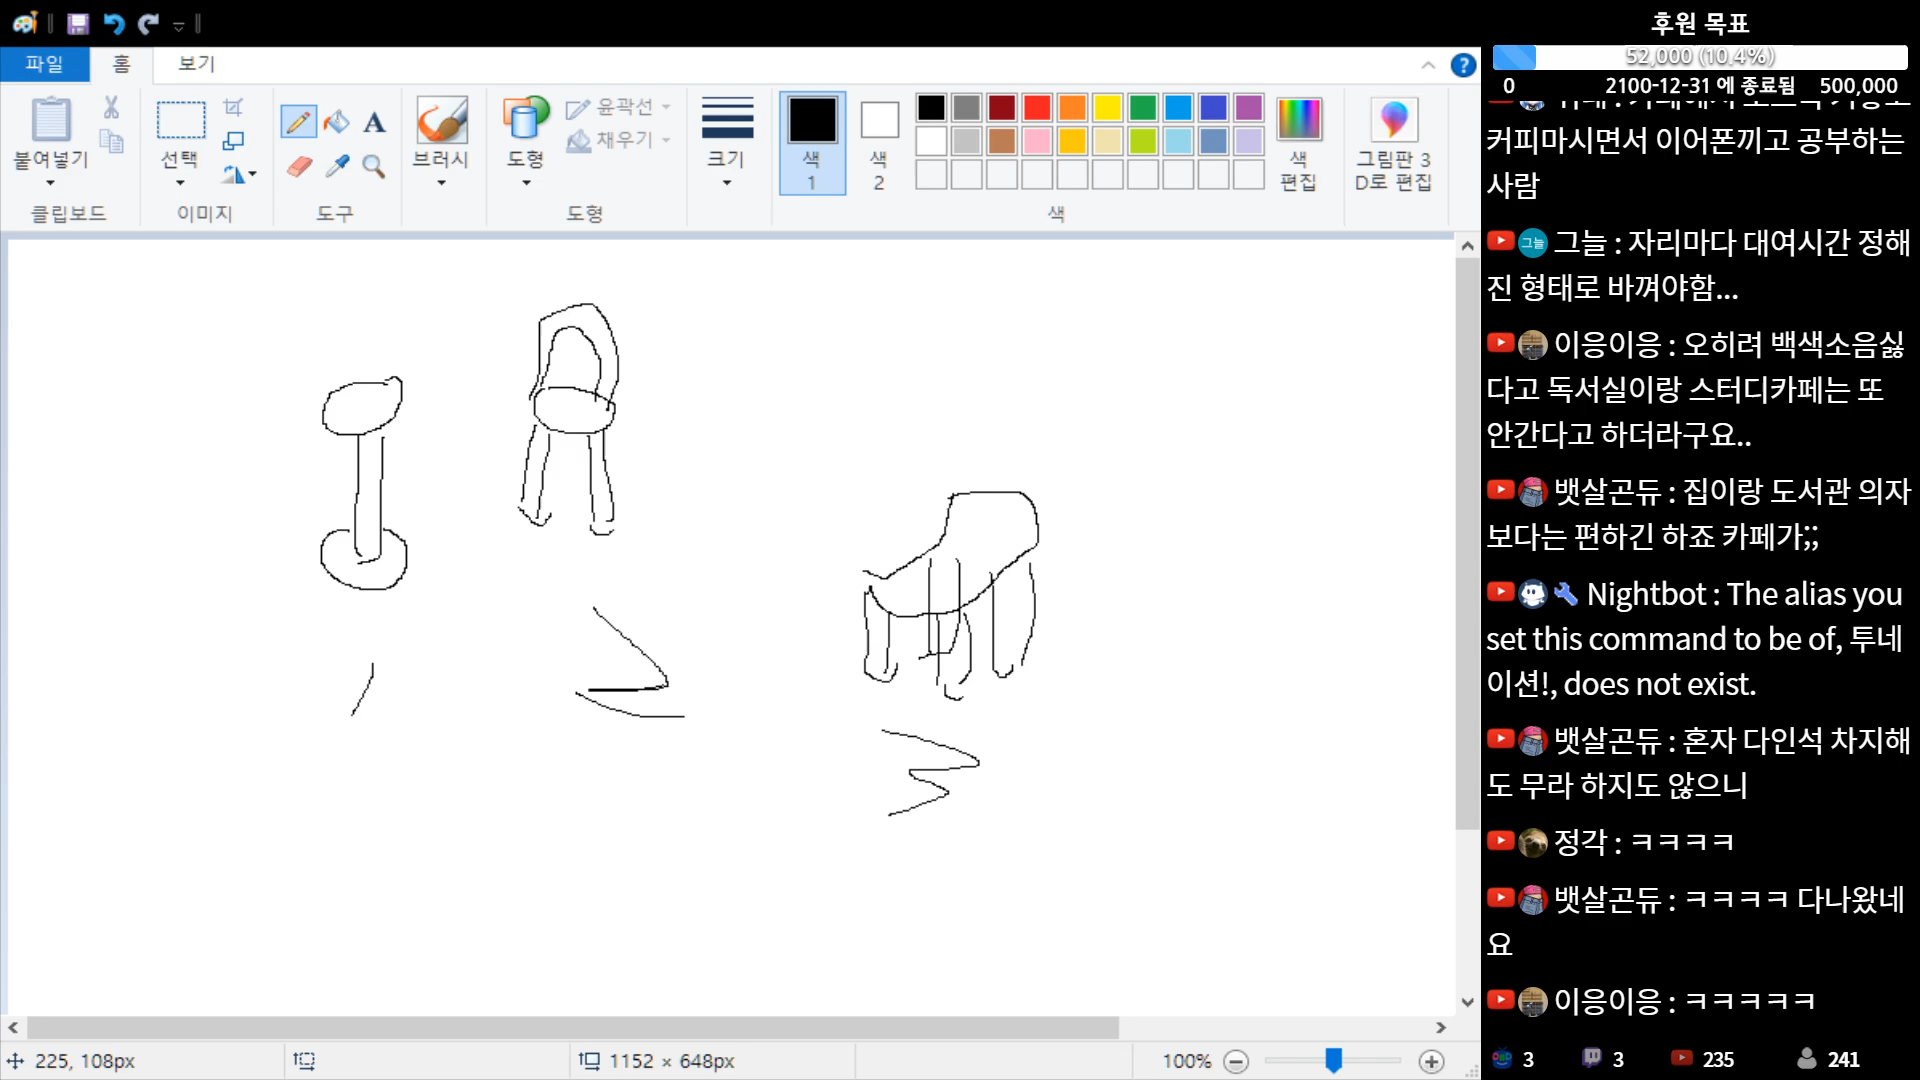 파일 홈 보기
붙여넣기 선택 A 브러시 도형 윤곽선 채우기 크기 색 1 색 2 색 편집 그림판 3D로 편집
클립보드 이미지 도구 도형 색
1 2 3
225, 108px 1152 × 648px 100%
후원 목표
52,000 (10.4%)
0 2100-12-31 에 종료됨 500,000
커피마시면서 이어폰끼고 공부하는
사람
그늘 그늘 : 자리마다 대여시간 정해
진 형태로 바껴야함...
이응이응 : 오히려 백색소음싫
다고 독서실이랑 스터디카페는 또
안간다고 하더라구요..
뱃살곤듀 : 집이랑 도서관 의자
보다는 편하긴 하죠 카페가;;
Nightbot : The alias you
set this command to be of, 투네
이션!, does not exist.
뱃살곤듀 : 혼자 다인석 차지해
도 무라 하지도 않으니
정각 : ㅋㅋㅋㅋ
뱃살곤듀 : ㅋㅋㅋㅋ 다나왔네
요
이응이응 : ㅋㅋㅋㅋㅋ
3 3 235 241